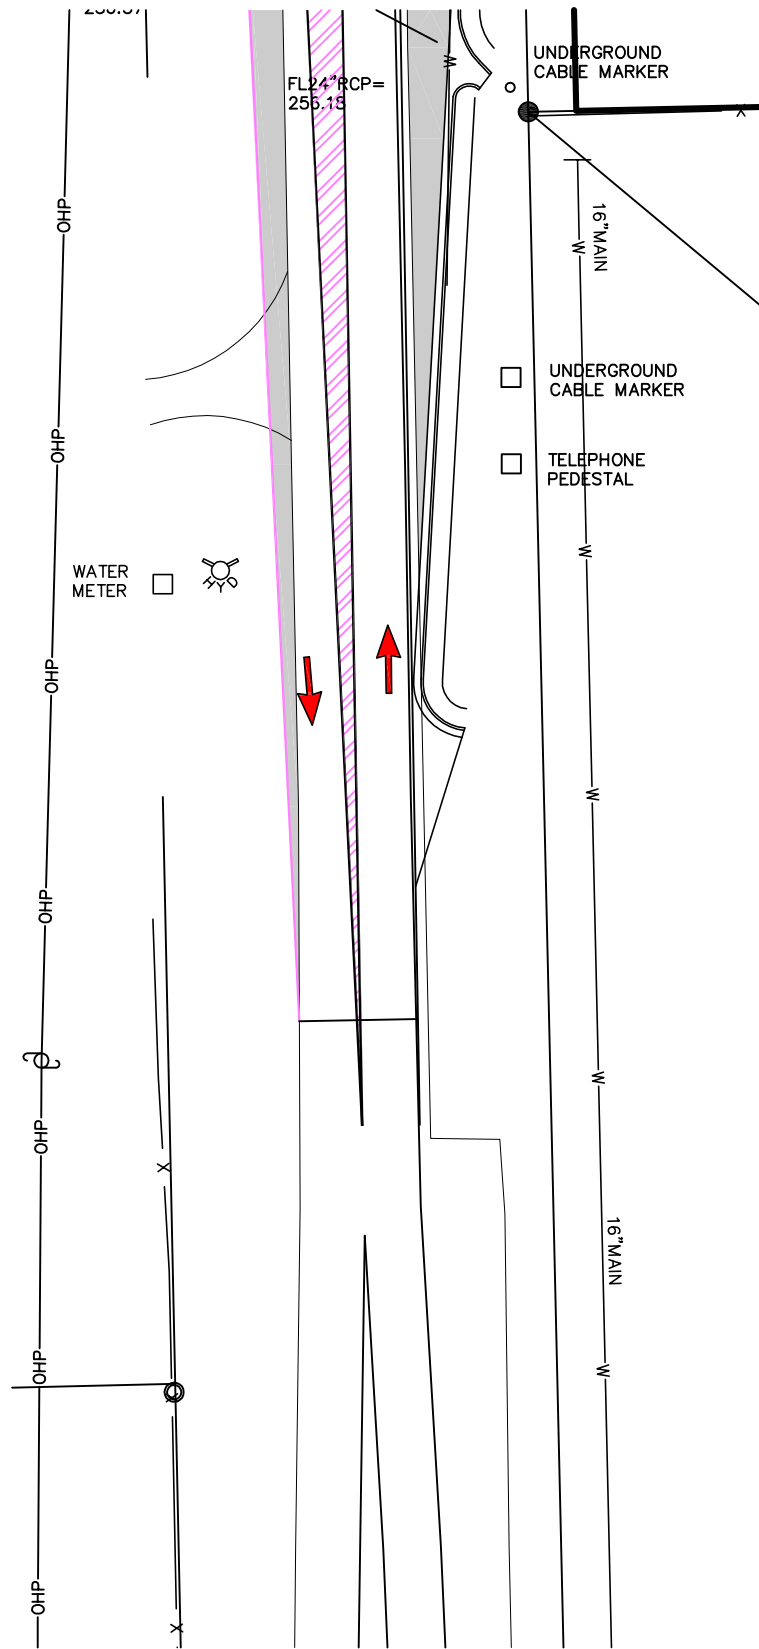 UNDERGROUND
CABLE MARKER
W
FL24"RCP=
256.18
X
OHP
16"MAIN
W
UNDERGROUND
CABLE MARKER
OHP
TELEPHONE
PEDESTAL
W
WATER
METER
HYD
OHP
W
OHP
W
OHP
X
16"MAIN
OHP
W
X
OHP
X